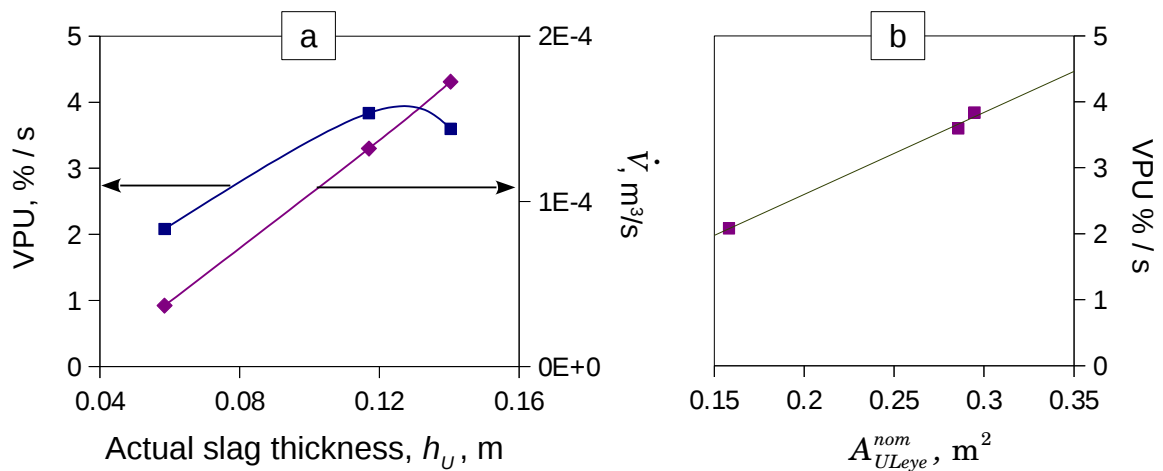 a
5
4
3
2
1
0
VPU, % / s
2E-4
1E-4
0E+0
V̇, m³/s
0.04 0.08 0.12 0.16
Actual slag thickness, h_U, m
b
5
4
3
2
1
0
VPU % / s
0.15 0.2 0.25 0.3 0.35
A^{nom}_{ULeye}, m²